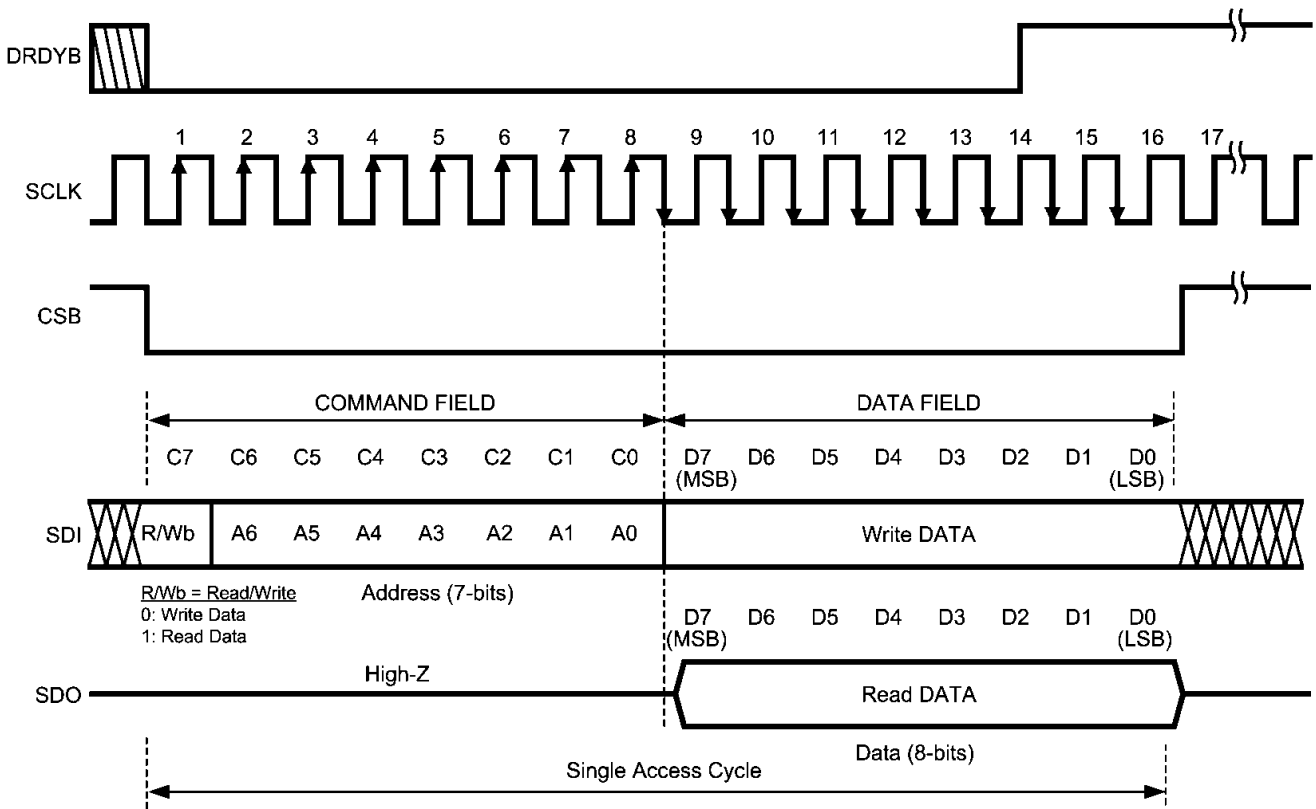 DRDYB
1 2 3 4 5 6 7 8 9 10 11 12 13 14 15 16 17
SCLK
CSB
COMMAND FIELD DATA FIELD
C7 C6 C5 C4 C3 C2 C1 C0 D7 D6 D5 D4 D3 D2 D1 D0
(MSB) (LSB)
SDI R/Wb A6 A5 A4 A3 A2 A1 A0 Write DATA
R/Wb = Read/Write Address (7-bits)
0: Write Data
1: Read Data
D7 D6 D5 D4 D3 D2 D1 D0
(MSB) (LSB)
High-Z
SDO Read DATA
Data (8-bits)
Single Access Cycle